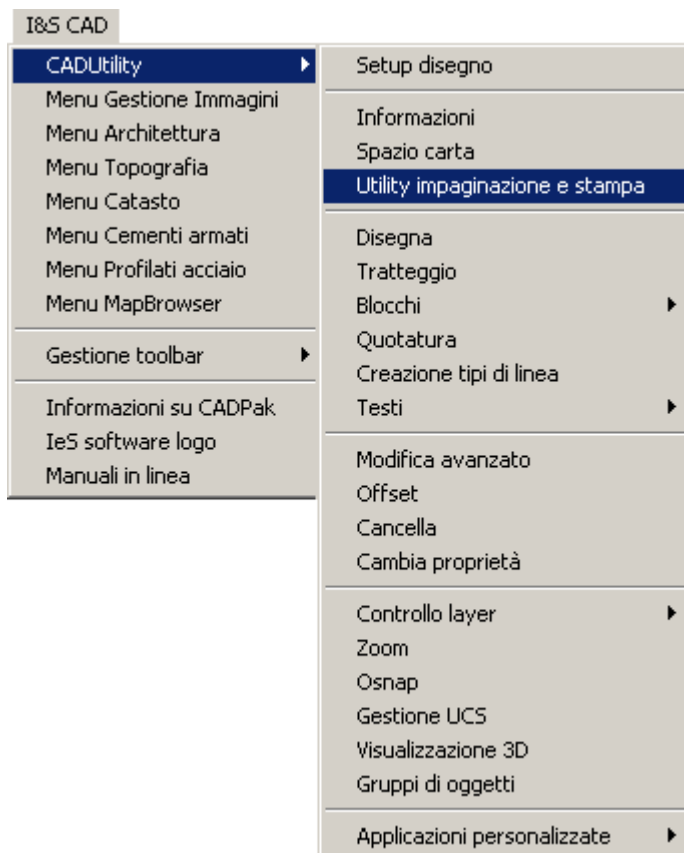 I&S CAD
CADUtility
Menu Gestione Immagini
Menu Architettura
Menu Topografia
Menu Catasto
Menu Cementi armati
Menu Profilati acciaio
Menu MapBrowser
Gestione toolbar
Informazioni su CADPak
IeS software logo
Manuali in linea
Setup disegno
Informazioni
Spazio carta
Utility impaginazione e stampa
Disegna
Tratteggio
Blocchi
Quotatura
Creazione tipi di linea
Testi
Modifica avanzato
Offset
Cancella
Cambia proprietà
Controllo layer
Zoom
Osnap
Gestione UCS
Visualizzazione 3D
Gruppi di oggetti
Applicazioni personalizzate